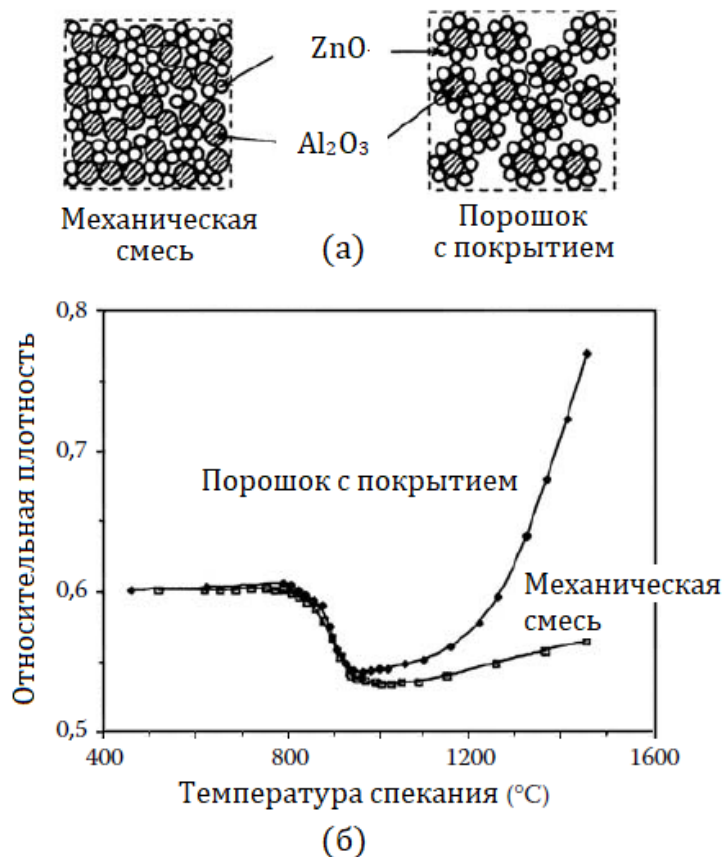 ZnO
Al₂O₃
Механическая
смесь
(а)
Порошок
с покрытием
Относительная плотность
0,8
0,7
0,6
0,5
Порошок с покрытием
Механическая
смесь
400
800
1200
1600
Температура спекания (°C)
(б)